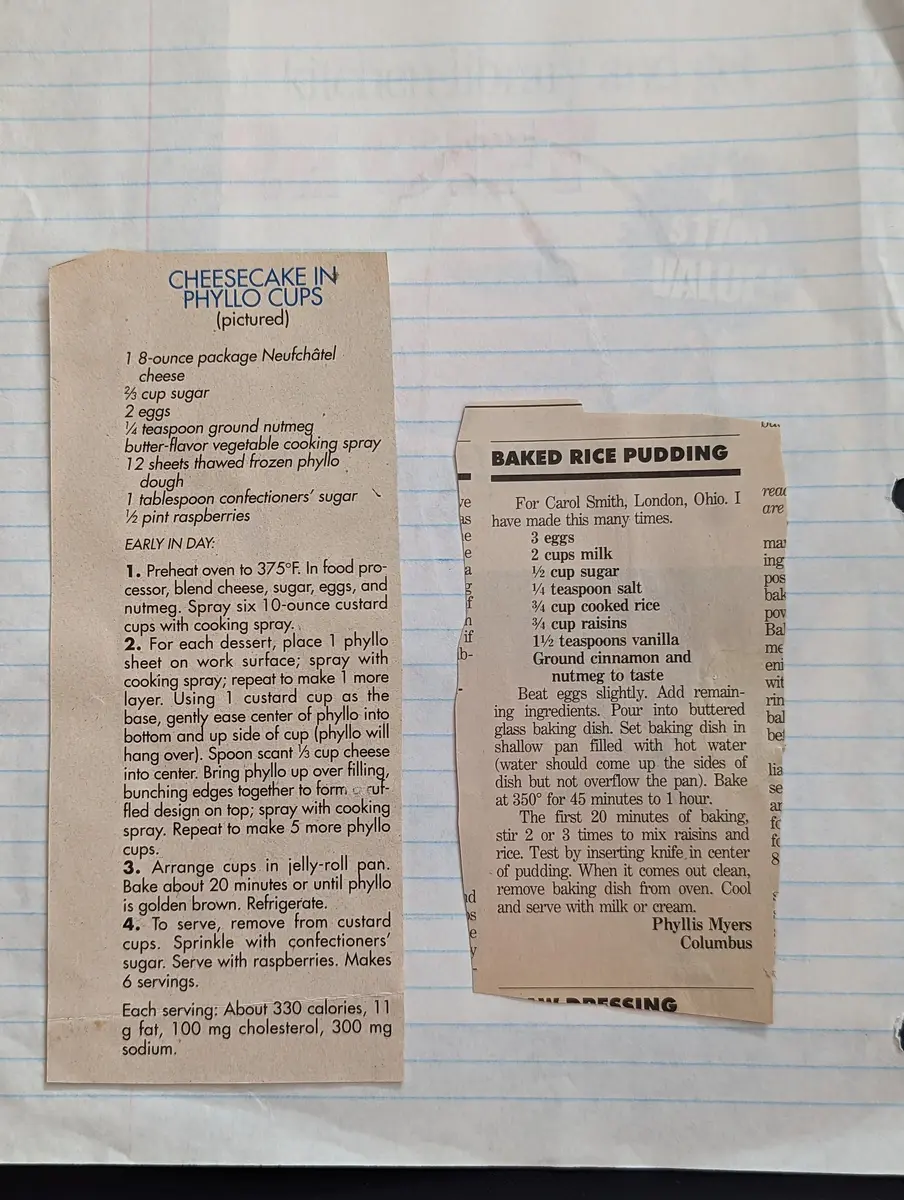 CHEESECAKE IN
PHYLLO CUPS
(pictured)
1 8-ounce package Neufchâtel
cheese
⅔ cup sugar
2 eggs
¼ teaspoon ground nutmeg
butter-flavor vegetable cooking spray
12 sheets thawed frozen phyllo
dough
1 tablespoon confectioners' sugar
½ pint raspberries
EARLY IN DAY:
1. Preheat oven to 375°F. In food pro-
cessor, blend cheese, sugar, eggs, and
nutmeg. Spray six 10-ounce custard
cups with cooking spray.
2. For each dessert, place 1 phyllo
sheet on work surface; spray with
cooking spray; repeat to make 1 more
layer. Using 1 custard cup as the
base, gently ease center of phyllo into
bottom and up side of cup (phyllo will
hang over). Spoon scant ⅓ cup cheese
into center. Bring phyllo up over filling,
bunching edges together to form a ruf-
fled design on top; spray with cooking
spray. Repeat to make 5 more phyllo
cups.
3. Arrange cups in jelly-roll pan.
Bake about 20 minutes or until phyllo
is golden brown. Refrigerate.
4. To serve, remove from custard
cups. Sprinkle with confectioners'
sugar. Serve with raspberries. Makes
6 servings.
Each serving: About 330 calories, 11
g fat, 100 mg cholesterol, 300 mg
sodium.
BAKED RICE PUDDING
For Carol Smith, London, Ohio. I
have made this many times.
3 eggs
2 cups milk
½ cup sugar
¼ teaspoon salt
¾ cup cooked rice
¾ cup raisins
1½ teaspoons vanilla
Ground cinnamon and
nutmeg to taste
Beat eggs slightly. Add remain-
ing ingredients. Pour into buttered
glass baking dish. Set baking dish in
shallow pan filled with hot water
(water should come up the sides of
dish but not overflow the pan). Bake
at 350° for 45 minutes to 1 hour.
The first 20 minutes of baking,
stir 2 or 3 times to mix raisins and
rice. Test by inserting knife in center
of pudding. When it comes out clean,
remove baking dish from oven. Cool
and serve with milk or cream.
Phyllis Myers
Columbus
DRESSING